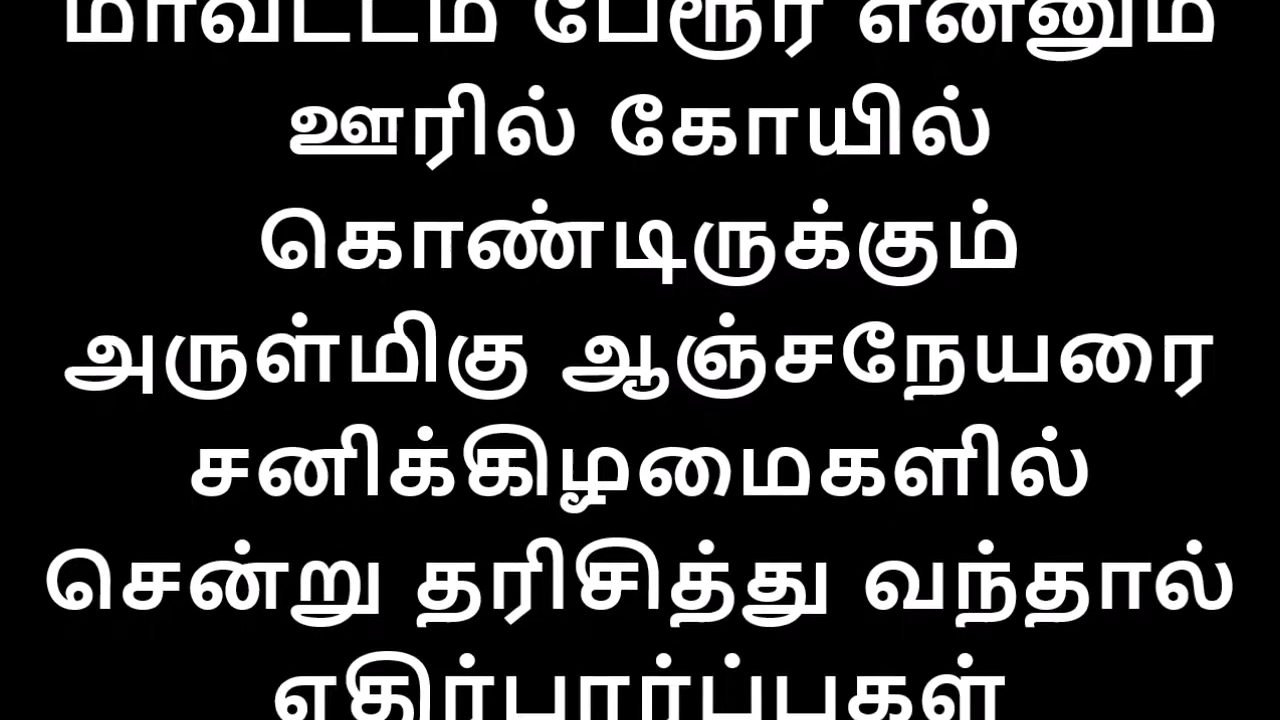 மாவட்டம் பேரூர் என்னும்
ஊரில் கோயில்
கொண்டிருக்கும்
அருள்மிகு ஆஞ்சநேயரை
சனிக்கிழமைகளில்
சென்று தரிசித்து வந்தால்
எதிர்பார்ப்புகள்